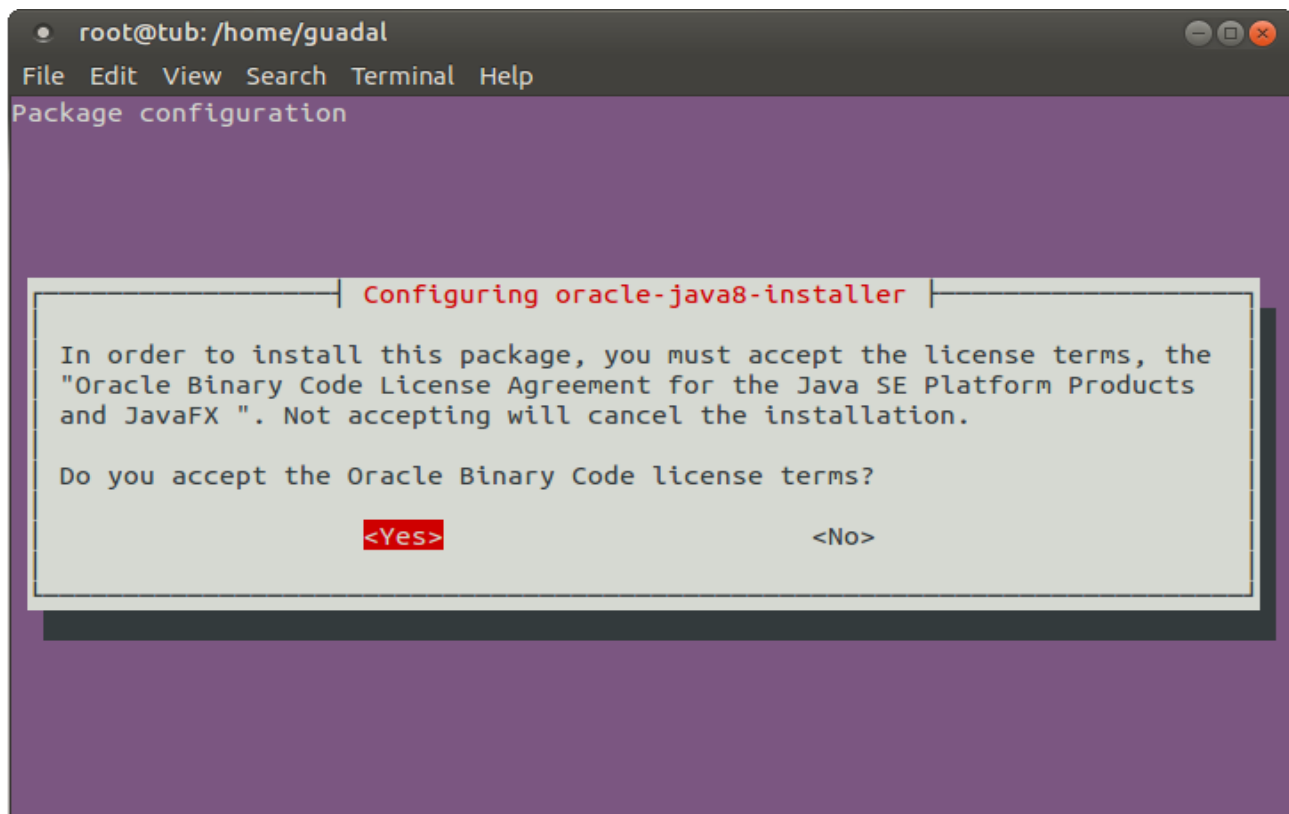 root@tub: /home/guadal
File Edit View Search Terminal Help
Package configuration
Configuring oracle-java8-installer
In order to install this package, you must accept the license terms, the
"Oracle Binary Code License Agreement for the Java SE Platform Products
and JavaFX ". Not accepting will cancel the installation.
Do you accept the Oracle Binary Code license terms?
<Yes> <No>